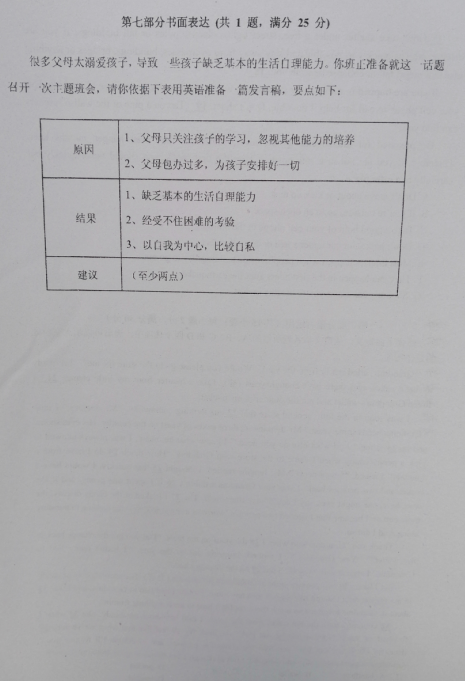 第七部分书面表达 (共 1 题，满分 25 分)
很多父母太溺爱孩子，导致一些孩子缺乏基本的生活自理能力。你班正准备就这一话题
召开一次主题班会，请你依据下表用英语准备一篇发言稿，要点如下：
原因
1、父母只关注孩子的学习，忽视其他能力的培养
2、父母包办过多，为孩子安排好一切
结果
1、缺乏基本的生活自理能力
2、经受不住困难的考验
3、以自我为中心，比较自私
建议
（至少两点）